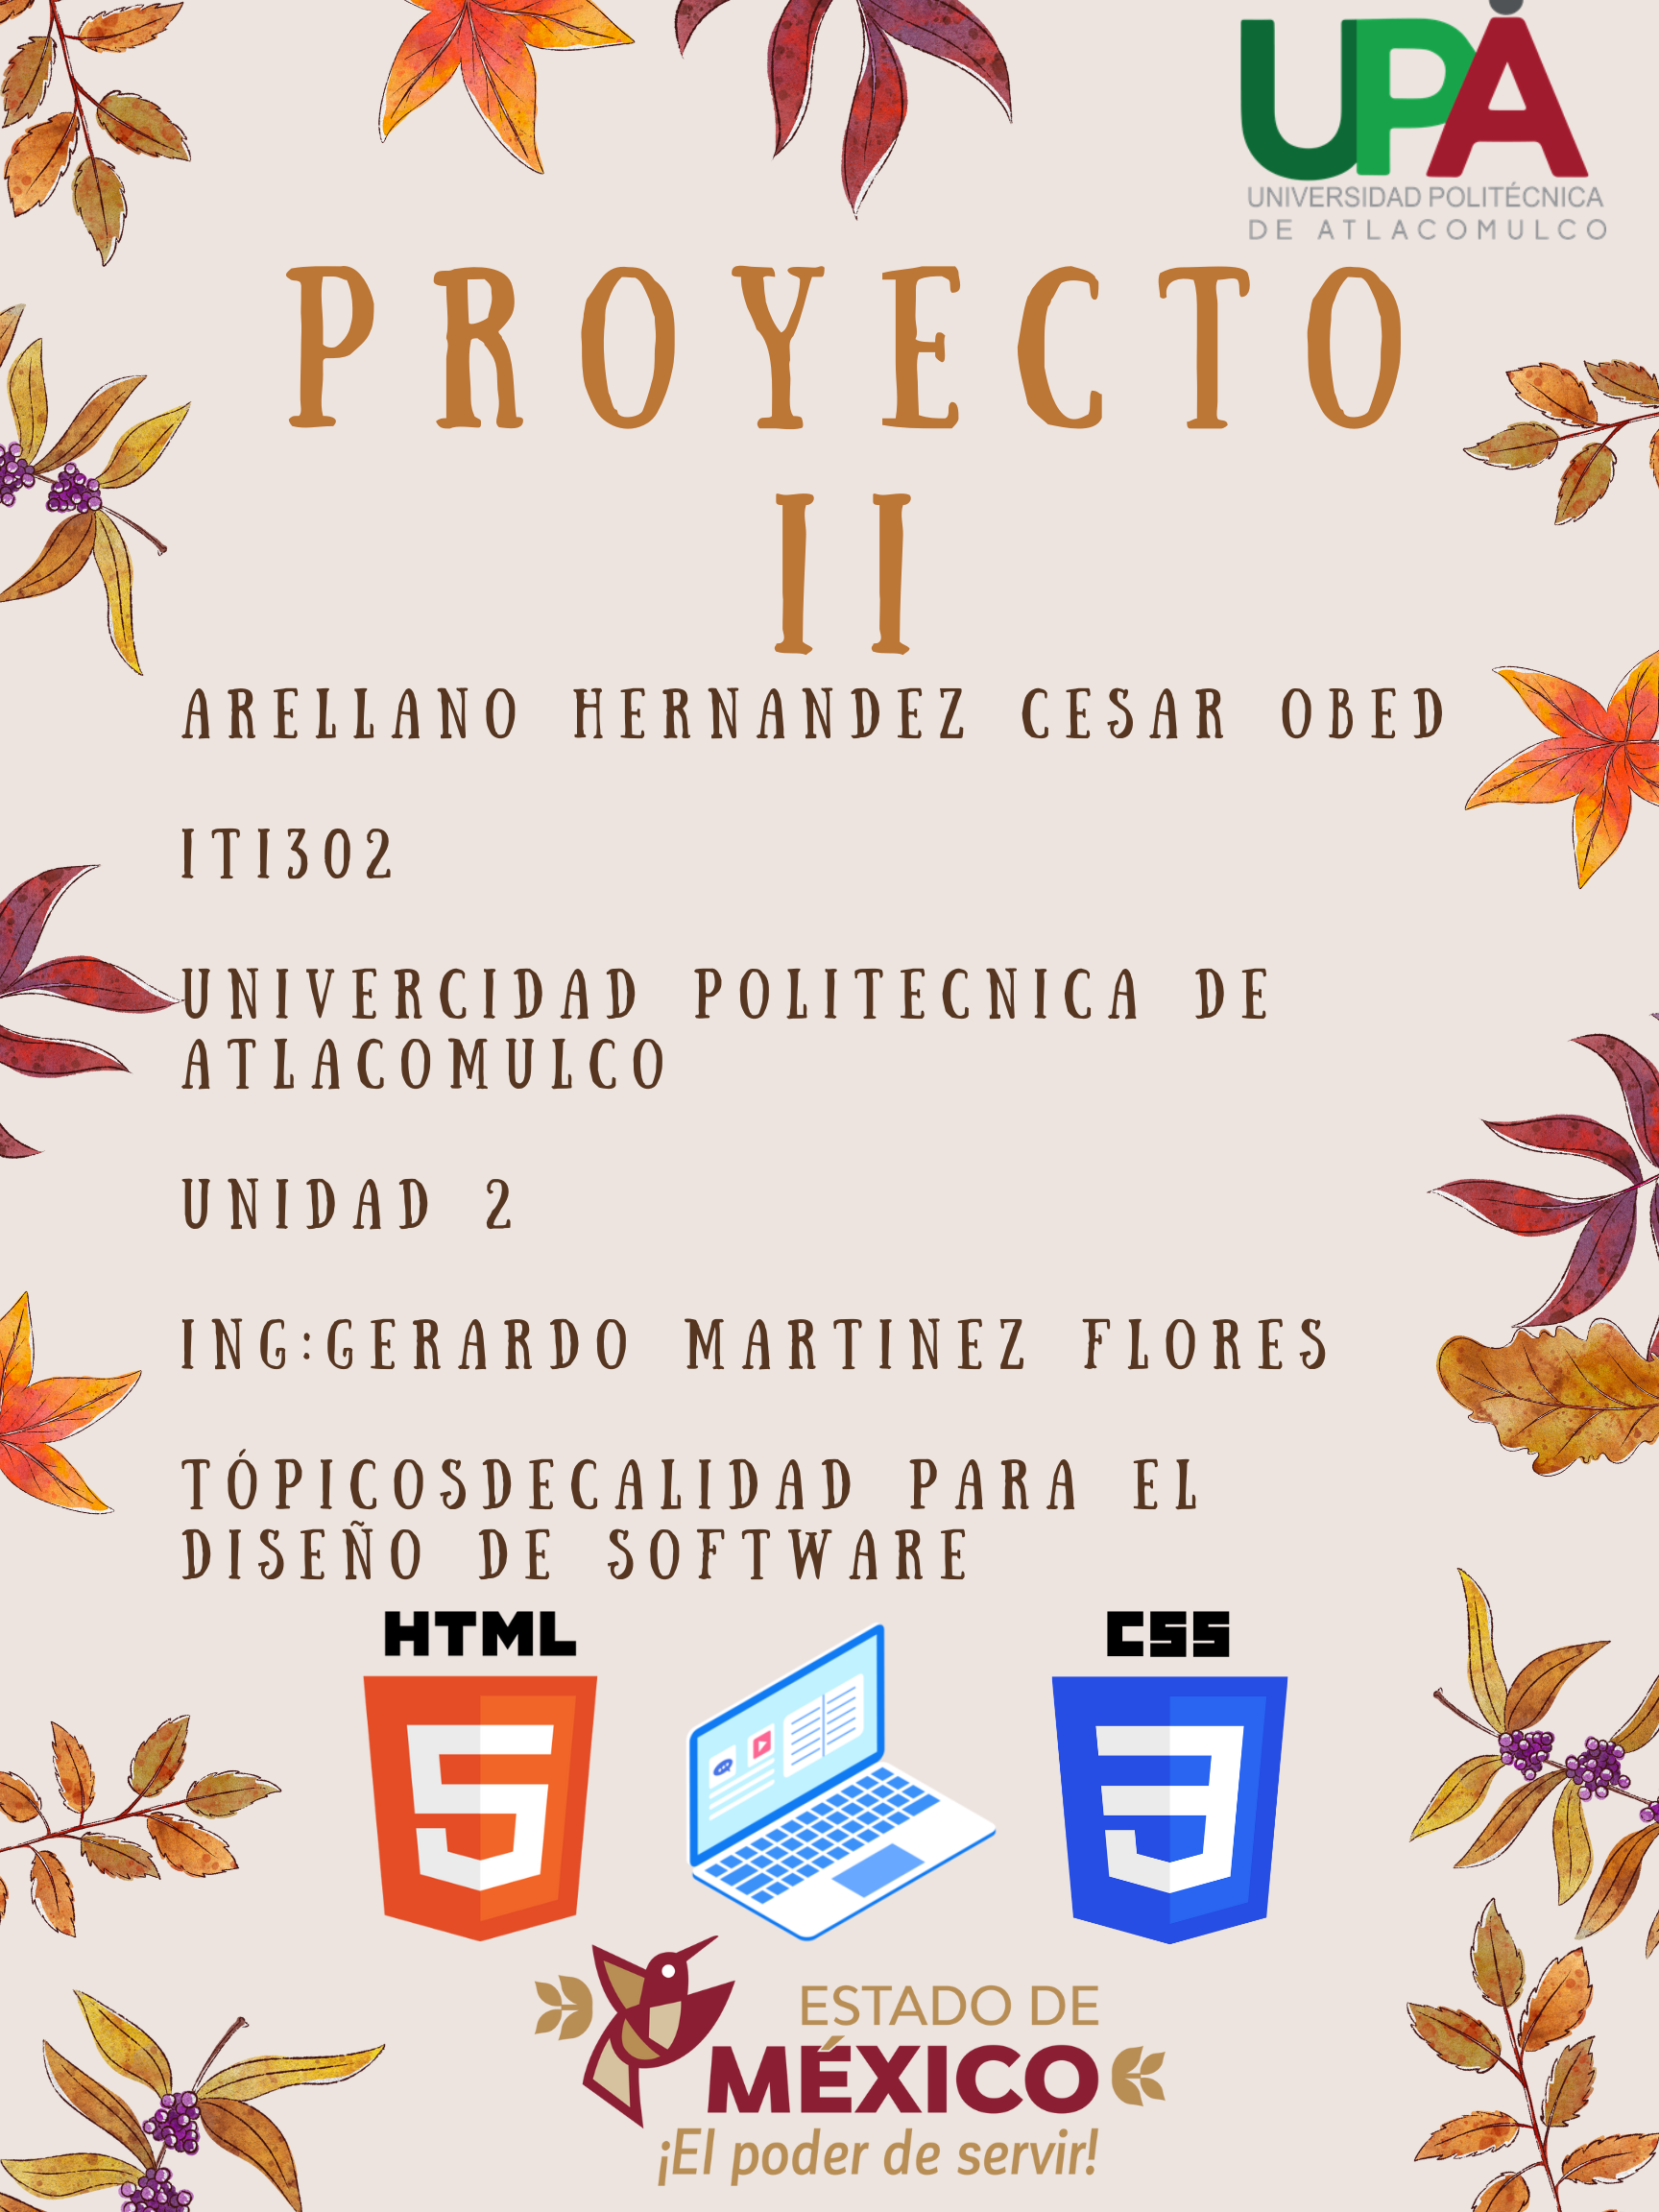 UPA
UNIVERSIDAD POLITÉCNICA
DE ATLACOMULCO
PROYECTO
II
ARELLANO HERNANDEZ CESAR OBED
ITI302
UNIVERCIDAD POLITECNICA DE
ATLACOMULCO
UNIDAD 2
ING:GERARDO MARTINEZ FLORES
TÓPICOSDECALIDAD PARA EL
DISEÑO DE SOFTWARE
HTML
CSS
5
3
ESTADO DE
MÉXICO
¡El poder de servir!